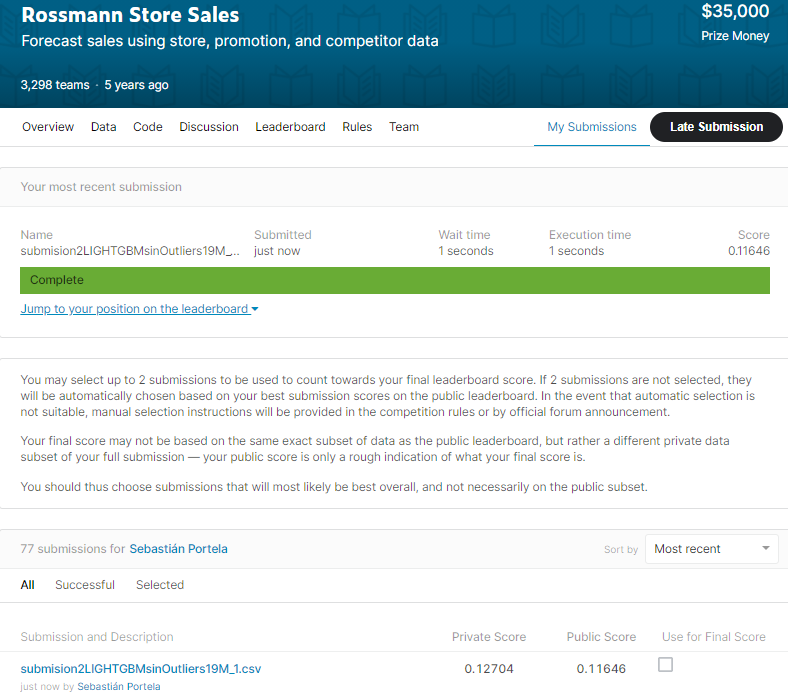 Rossmann Store Sales
$35,000
Forecast sales using store, promotion, and competitor data
Prize Money
3,298 teams · 5 years ago
Overview Data Code Discussion Leaderboard Rules Team My Submissions Late Submission
Your most recent submission
Name Submitted Wait time Execution time Score
submision2LIGHTGBMsinOutliers19M_... just now 1 seconds 1 seconds 0.11646
Complete
Jump to your position on the leaderboard
You may select up to 2 submissions to be used to count towards your final leaderboard score. If 2 submissions are not selected, they
will be automatically chosen based on your best submission scores on the public leaderboard. In the event that automatic selection is
not suitable, manual selection instructions will be provided in the competition rules or by official forum announcement.
Your final score may not be based on the same exact subset of data as the public leaderboard, but rather a different private data
subset of your full submission — your public score is only a rough indication of what your final score is.
You should thus choose submissions that will most likely be best overall, and not necessarily on the public subset.
77 submissions for Sebastián Portela Sort by Most recent
All Successful Selected
Submission and Description Private Score Public Score Use for Final Score
submision2LIGHTGBMsinOutliers19M_1.csv 0.12704 0.11646
just now by Sebastián Portela